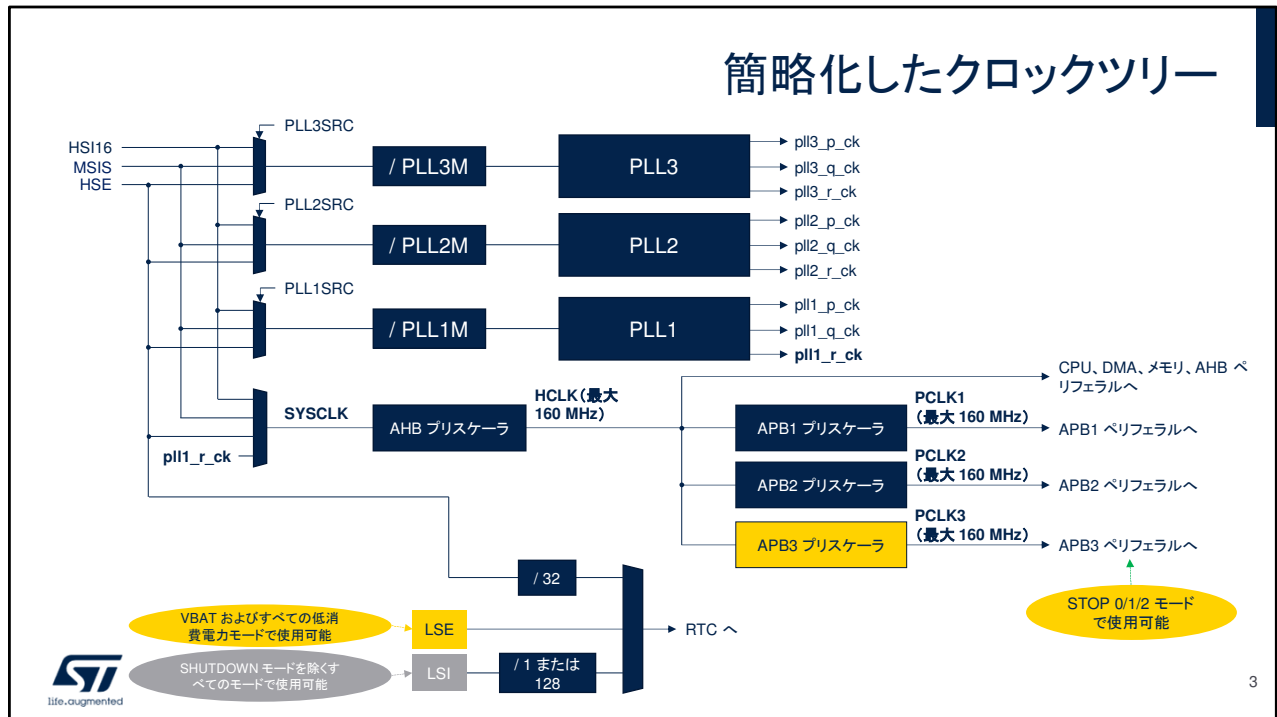 簡略化したクロックツリー
PLL3SRC
HSI16
MSIS
HSE
/ PLL3M
PLL3
pll3_p_ck
pll3_q_ck
pll3_r_ck
PLL2SRC
/ PLL2M
PLL2
pll2_p_ck
pll2_q_ck
pll2_r_ck
PLL1SRC
/ PLL1M
PLL1
pll1_p_ck
pll1_q_ck
pll1_r_ck
CPU、DMA、メモリ、AHB ペ
リフェラルへ
SYSCLK
AHB プリスケーラ
HCLK(最大
160 MHz)
pll1_r_ck
APB1 プリスケーラ
PCLK1
(最大 160 MHz)
APB1 ペリフェラルへ
APB2 プリスケーラ
PCLK2
(最大 160 MHz)
APB2 ペリフェラルへ
APB3 プリスケーラ
PCLK3
(最大 160 MHz)
APB3 ペリフェラルへ
STOP 0/1/2 モード
で使用可能
/ 32
VBAT およびすべての低消
費電力モードで使用可能
LSE
RTC へ
SHUTDOWN モードを除くす
べてのモードで使用可能
LSI
/ 1 または
128
ST
life.augmented
3